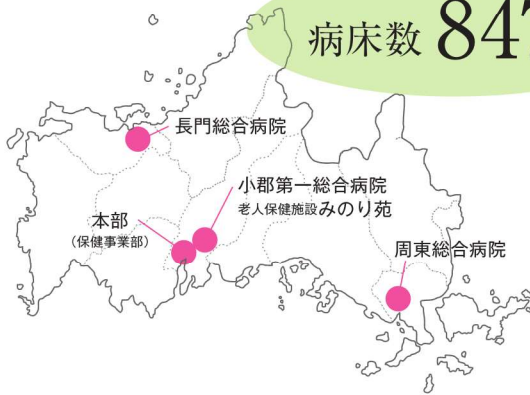 病床数 847
長門総合病院
小郡第一総合病院
老人保健施設みのり苑
本部
(保健事業部)
周東総合病院